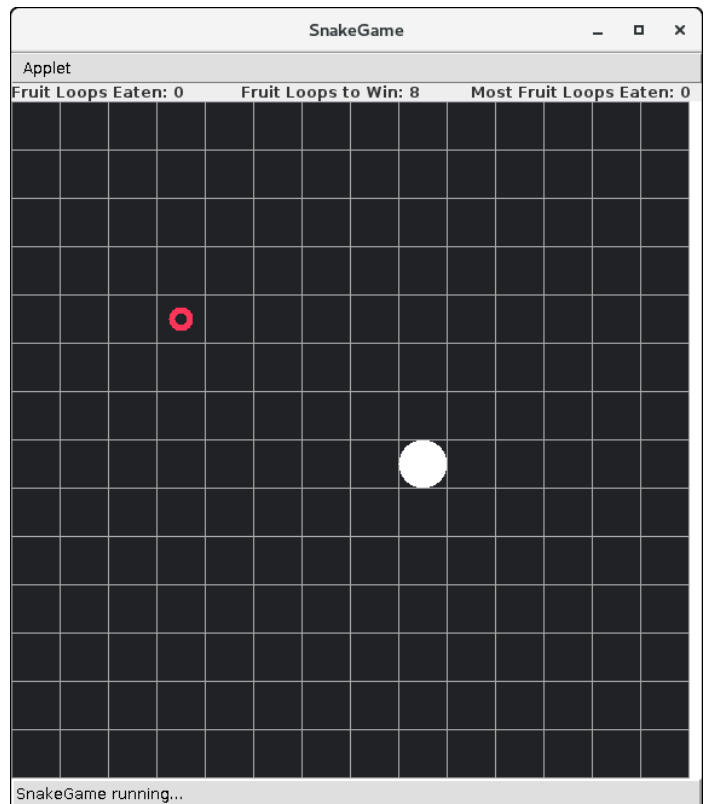 SnakeGame
Applet
Fruit Loops Eaten: 0 Fruit Loops to Win: 8 Most Fruit Loops Eaten: 0
SnakeGame running...